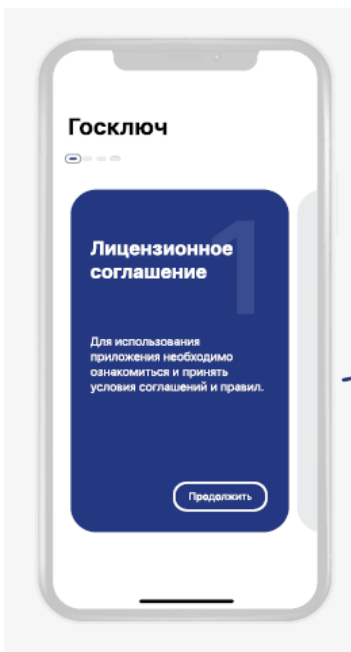 Госключ
1
Лицензионное
соглашение
Для использования
приложения необходимо
ознакомиться и принять
условия соглашений и правил.
Продолжить